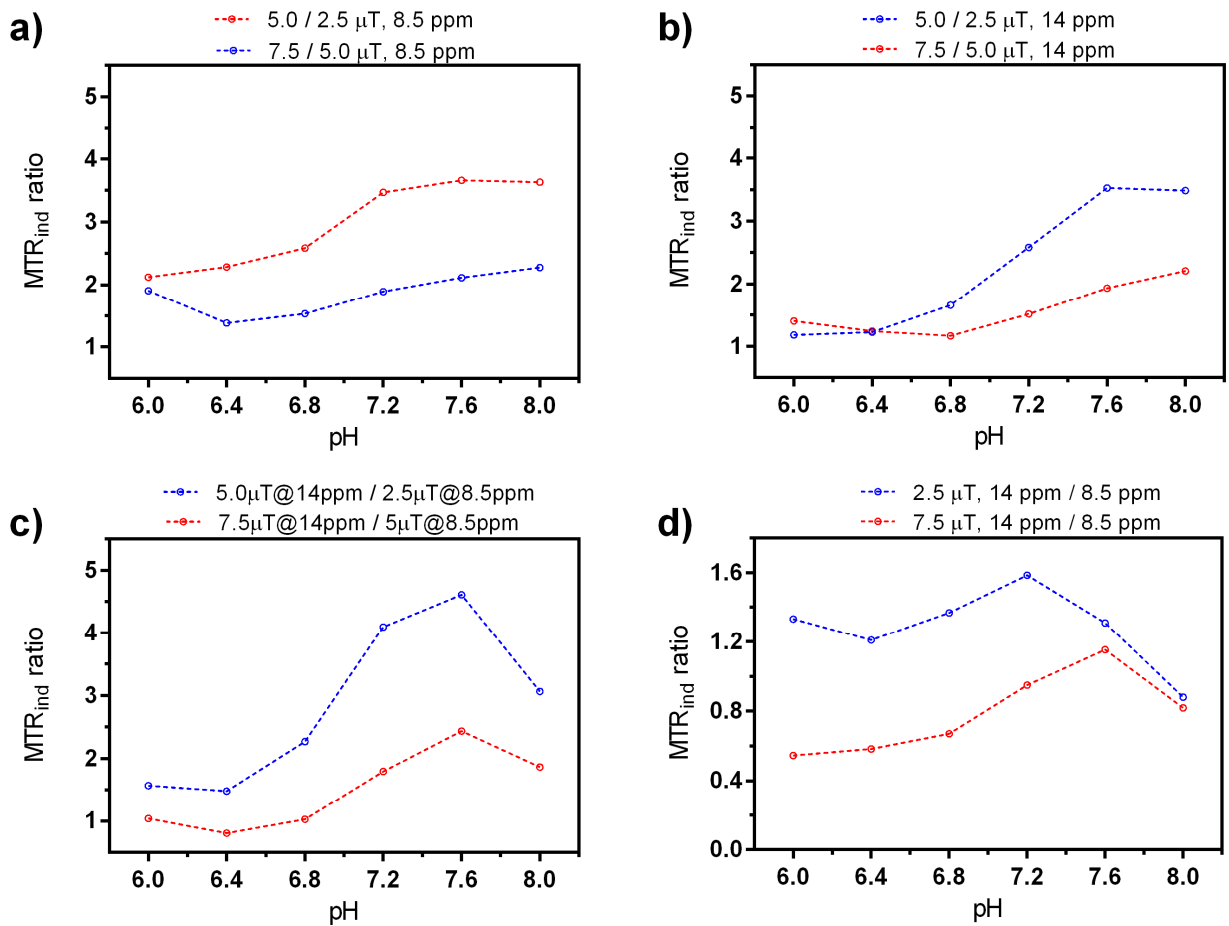 a)
5.0 / 2.5 μT, 8.5 ppm
7.5 / 5.0 μT, 8.5 ppm
MTRind ratio
5
4
3
2
1
6.0 6.4 6.8 7.2 7.6 8.0
pH
b)
5.0 / 2.5 μT, 14 ppm
7.5 / 5.0 μT, 14 ppm
MTRind ratio
5
4
3
2
1
6.0 6.4 6.8 7.2 7.6 8.0
pH
c)
5.0μT@14ppm / 2.5μT@8.5ppm
7.5μT@14ppm / 5μT@8.5ppm
MTRind ratio
5
4
3
2
1
6.0 6.4 6.8 7.2 7.6 8.0
pH
d)
2.5 μT, 14 ppm / 8.5 ppm
7.5 μT, 14 ppm / 8.5 ppm
MTRind ratio
1.6
1.2
0.8
0.4
0.0
6.0 6.4 6.8 7.2 7.6 8.0
pH